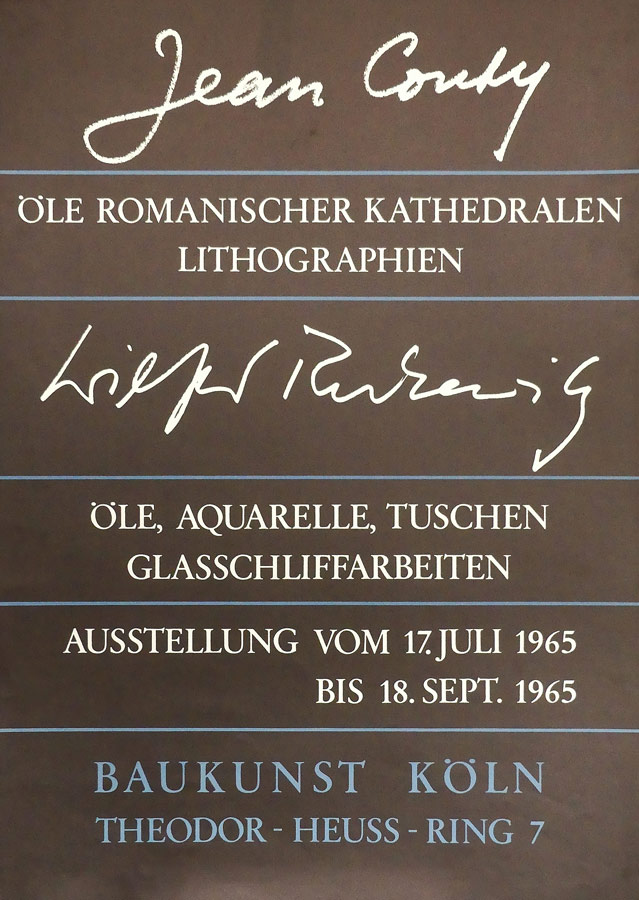 Jean Couty
ÖLE ROMANISCHER KATHEDRALEN
LITHOGRAPHIEN
ÖLE, AQUARELLE, TUSCHEN
GLASSCHLIFFARBEITEN
AUSSTELLUNG VOM 17. JULI 1965
BIS 18. SEPT. 1965
BAUKUNST KÖLN
THEODOR - HEUSS - RING 7